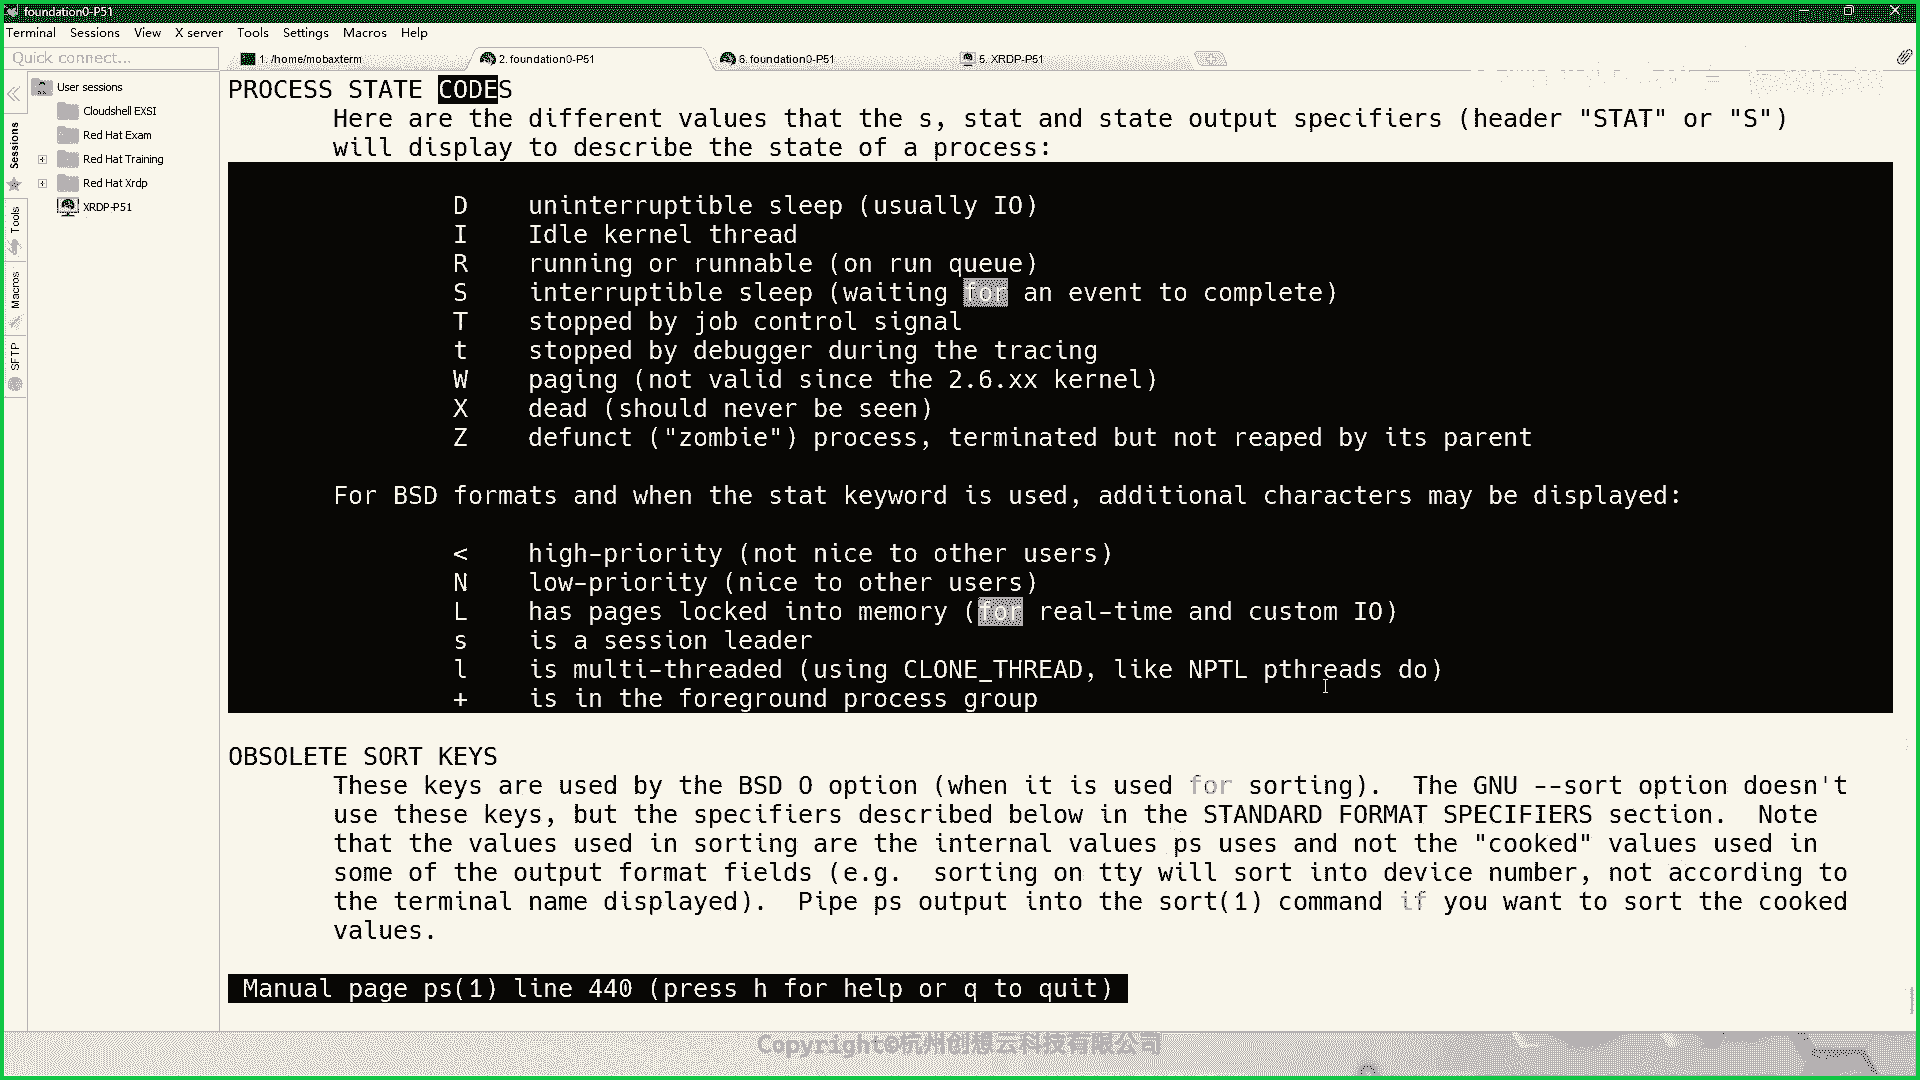 foundation0-P51
Terminal Sessions View X server Tools Settings Macros Help
Quick connect...
1. /home/mobaxterm
2. foundation0-P51
6. foundation0-P51
5. XRDP-P51
User sessions
Cloudshell EXSI
Red Hat Exam
Red Hat Training
Red Hat Xrdp
XRDP-P51
Sessions
Tools
Macros
SFTP
PROCESS STATE CODES
Here are the different values that the s, stat and state output specifiers (header "STAT" or "S")
will display to describe the state of a process:
D uninterruptible sleep (usually IO)
I Idle kernel thread
R running or runnable (on run queue)
S interruptible sleep (waiting for an event to complete)
T stopped by job control signal
t stopped by debugger during the tracing
W paging (not valid since the 2.6.xx kernel)
X dead (should never be seen)
Z defunct ("zombie") process, terminated but not reaped by its parent
For BSD formats and when the stat keyword is used, additional characters may be displayed:
< high-priority (not nice to other users)
N low-priority (nice to other users)
L has pages locked into memory (for real-time and custom IO)
s is a session leader
l is multi-threaded (using CLONE_THREAD, like NPTL pthreads do)
+ is in the foreground process group
OBSOLETE SORT KEYS
These keys are used by the BSD O option (when it is used for sorting). The GNU --sort option doesn't
use these keys, but the specifiers described below in the STANDARD FORMAT SPECIFIERS section. Note
that the values used in sorting are the internal values ps uses and not the "cooked" values used in
some of the output format fields (e.g. sorting on tty will sort into device number, not according to
the terminal name displayed). Pipe ps output into the sort(1) command if you want to sort the cooked
values.
Manual page ps(1) line 440 (press h for help or q to quit)
Copyright©杭州创想云科技有限公司